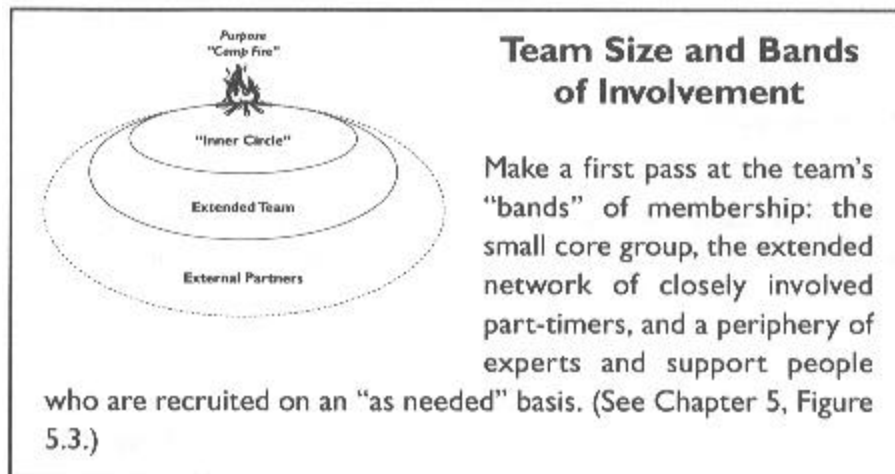 Purpose
"Camp Fire"
"Inner Circle"
Extended Team
External Partners
Team Size and Bands
of Involvement
Make a first pass at the team's
"bands" of membership: the
small core group, the extended
network of closely involved
part-timers, and a periphery of
experts and support people
who are recruited on an "as needed" basis. (See Chapter 5, Figure
5.3.)